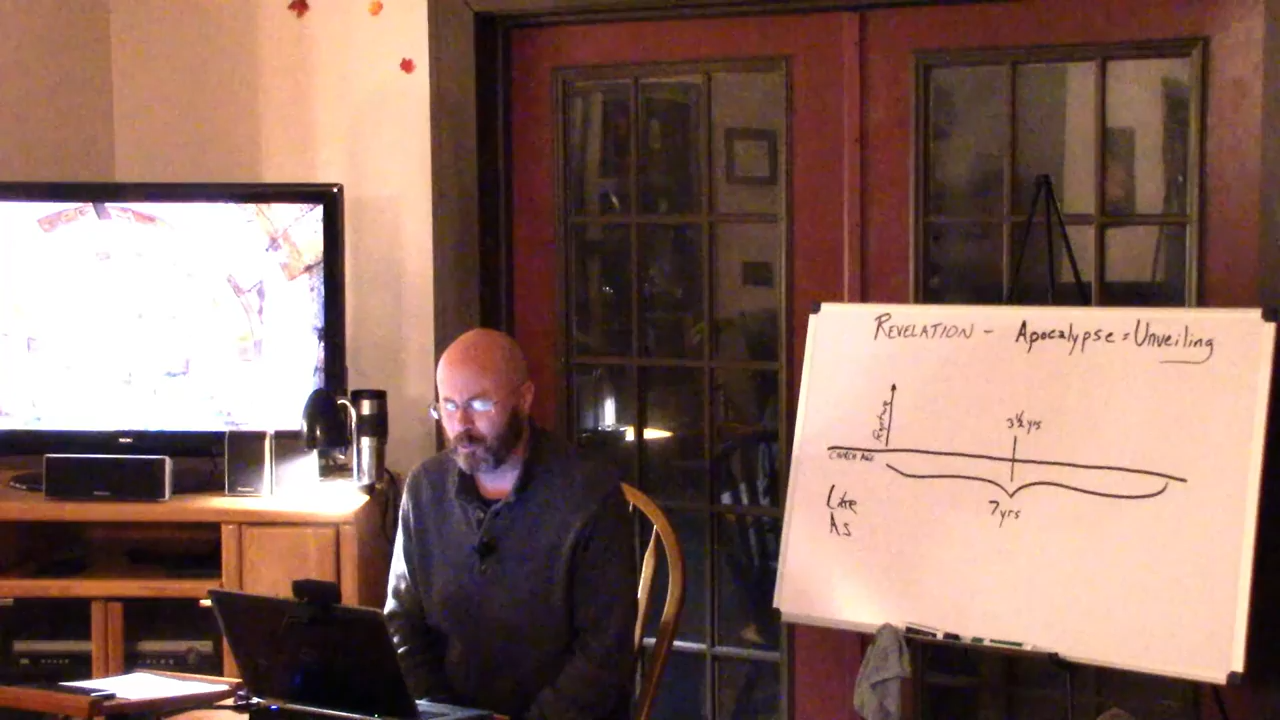 REVELATION - Apocalypse = Unveiling
Rapture
3½ yrs
CHURCH AGE
7yrs
Like
As